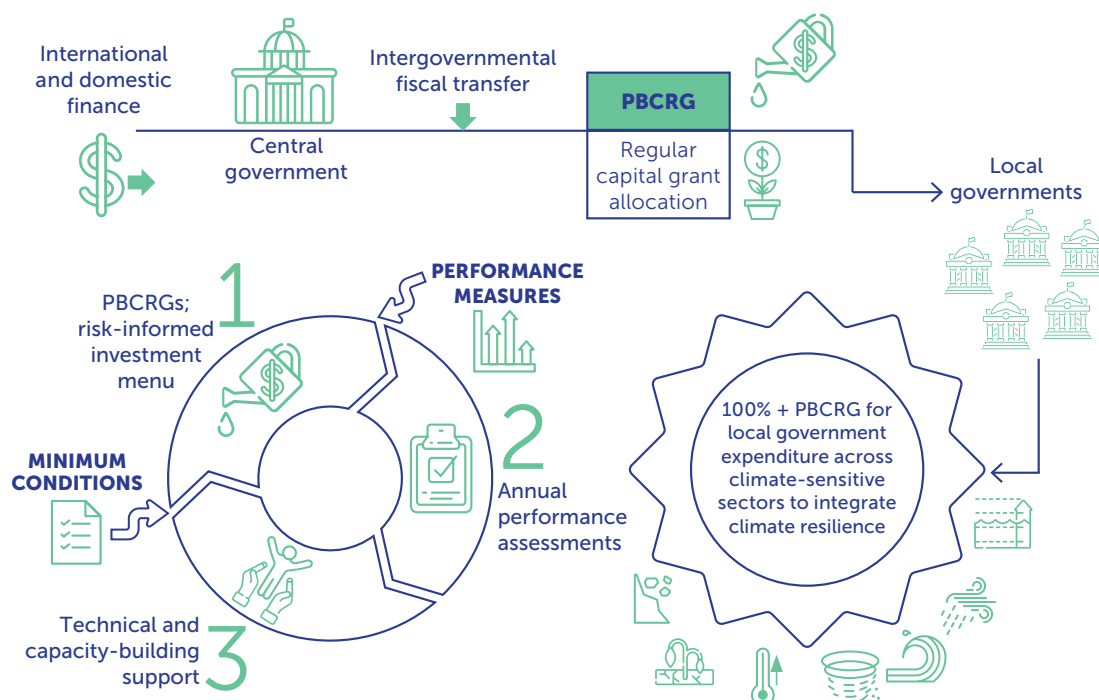 International
and domestic
finance
Central
government
Intergovernmental
fiscal transfer
PBCRG
Regular
capital grant
allocation
Local
governments
1
PBCRGs;
risk-informed
investment
menu
PERFORMANCE
MEASURES
2
Annual
performance
assessments
MINIMUM
CONDITIONS
3
Technical and
capacity-building
support
100% + PBCRG for
local government
expenditure across
climate-sensitive
sectors to integrate
climate resilience